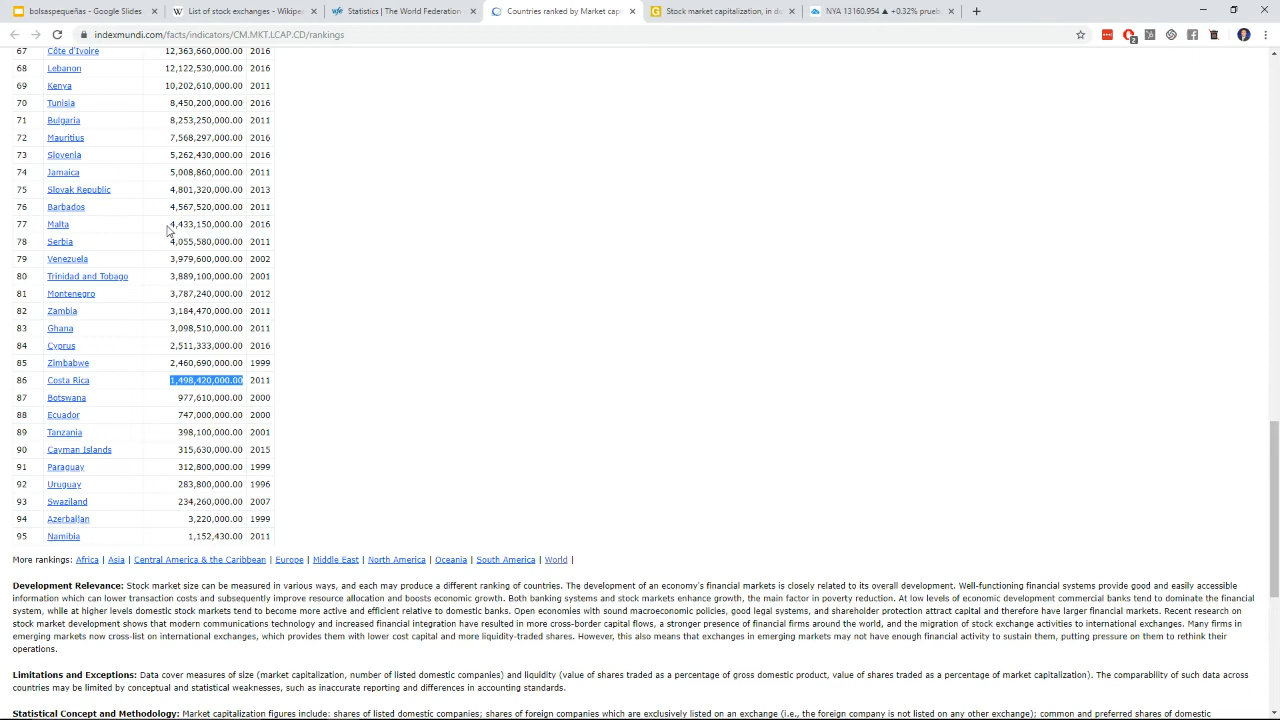 bolsaspequeñas - Google Slides
List of stock exchanges - Wikipe
Statistics | The World Federation
Countries ranked by Market cap
Stock market capitalization, in do
NYA 13160.954 ▲ +0.32% prueb
indexmundi.com/facts/indicators/CM.MKT.LCAP.CD/rankings
67 Côte d'Ivoire 12,363,660,000.00 2016
68 Lebanon 12,122,530,000.00 2016
69 Kenya 10,202,610,000.00 2011
70 Tunisia 8,450,200,000.00 2016
71 Bulgaria 8,253,250,000.00 2011
72 Mauritius 7,568,297,000.00 2016
73 Slovenia 5,262,430,000.00 2016
74 Jamaica 5,008,860,000.00 2011
75 Slovak Republic 4,801,320,000.00 2013
76 Barbados 4,567,520,000.00 2011
77 Malta 4,433,150,000.00 2016
78 Serbia 4,055,580,000.00 2011
79 Venezuela 3,979,600,000.00 2002
80 Trinidad and Tobago 3,889,100,000.00 2001
81 Montenegro 3,787,240,000.00 2012
82 Zambia 3,184,470,000.00 2011
83 Ghana 3,098,510,000.00 2011
84 Cyprus 2,511,333,000.00 2016
85 Zimbabwe 2,460,690,000.00 1999
86 Costa Rica 1,498,420,000.00 2011
87 Botswana 977,610,000.00 2000
88 Ecuador 747,000,000.00 2000
89 Tanzania 398,100,000.00 2001
90 Cayman Islands 315,630,000.00 2015
91 Paraguay 312,800,000.00 1999
92 Uruguay 283,800,000.00 1996
93 Swaziland 234,260,000.00 2007
94 Azerbaijan 3,220,000.00 1999
95 Namibia 1,152,430.00 2011
More rankings: Africa | Asia | Central America & the Caribbean | Europe | Middle East | North America | Oceania | South America | World |
Development Relevance: Stock market size can be measured in various ways, and each may produce a different ranking of countries. The development of an economy's financial markets is closely related to its overall development. Well-functioning financial systems provide good and easily accessible
information which can lower transaction costs and subsequently improve resource allocation and boosts economic growth. Both banking systems and stock markets enhance growth, the main factor in poverty reduction. At low levels of economic development commercial banks tend to dominate the financial
system, while at higher levels domestic stock markets tend to become more active and efficient relative to domestic banks. Open economies with sound macroeconomic policies, good legal systems, and shareholder protection attract capital and therefore have larger financial markets. Recent research on
stock market development shows that modern communications technology and increased financial integration have resulted in more cross-border capital flows, a stronger presence of financial firms around the world, and the migration of stock exchange activities to international exchanges. Many firms in
emerging markets now cross-list on international exchanges, which provides them with lower cost capital and more liquidity-traded shares. However, this also means that exchanges in emerging markets may not have enough financial activity to sustain them, putting pressure on them to rethink their
operations.
Limitations and Exceptions: Data cover measures of size (market capitalization, number of listed domestic companies) and liquidity (value of shares traded as a percentage of gross domestic product, value of shares traded as a percentage of market capitalization). The comparability of such data across
countries may be limited by conceptual and statistical weaknesses, such as inaccurate reporting and differences in accounting standards.
Statistical Concept and Methodology: Market capitalization figures include: shares of listed domestic companies; shares of foreign companies which are exclusively listed on an exchange (i.e., the foreign company is not listed on any other exchange); common and preferred shares of domestic